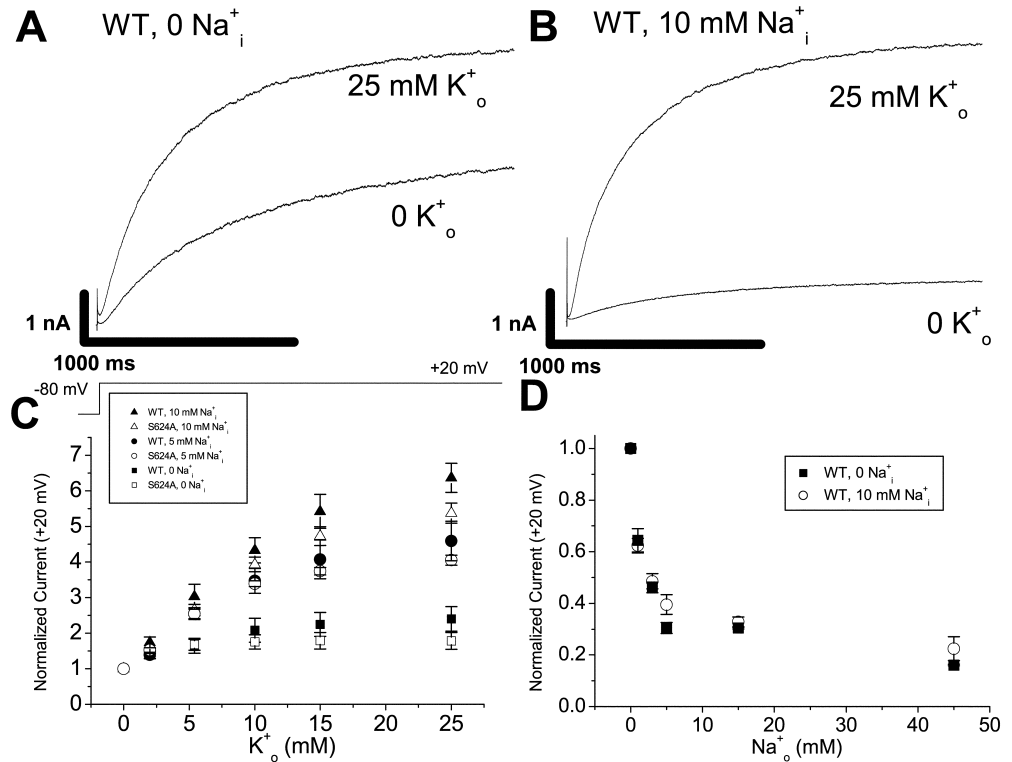 A
WT, 0 Na⁺ᵢ
25 mM K⁺ₒ
0 K⁺ₒ
1 nA
1000 ms
-80 mV
+20 mV
B
WT, 10 mM Na⁺ᵢ
25 mM K⁺ₒ
0 K⁺ₒ
1 nA
1000 ms
C
WT, 10 mM Na⁺ᵢ
S624A, 10 mM Na⁺ᵢ
WT, 5 mM Na⁺ᵢ
S624A, 5 mM Na⁺ᵢ
WT, 0 Na⁺ᵢ
S624A, 0 Na⁺ᵢ
Normalized Current (+20 mV)
7
6
5
4
3
2
1
0
0 5 10 15 20 25
K⁺ₒ (mM)
D
WT, 0 Na⁺ᵢ
WT, 10 mM Na⁺ᵢ
Normalized Current (+20 mV)
1.0
0.8
0.6
0.4
0.2
0.0
0 10 20 30 40 50
Na⁺ₒ (mM)